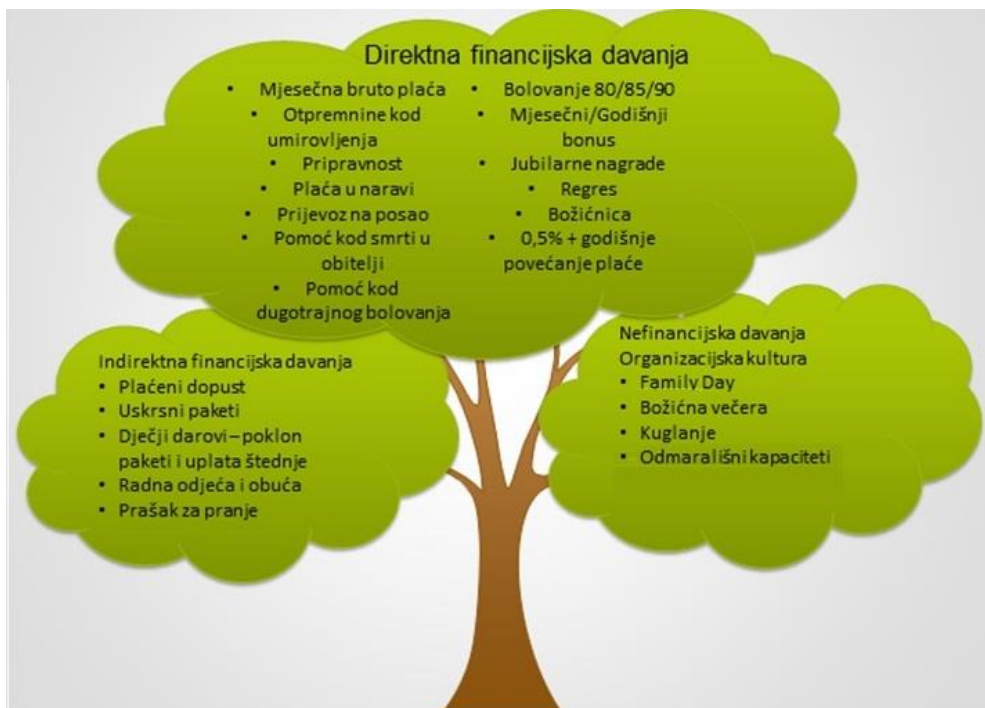 Direktna financijska davanja
• Mjesečna bruto plaća
• Otpremnine kod
umirovljenja
• Pripravnost
• Plaća u naravi
• Prijevoz na posao
• Pomoć kod smrti u
obitelji
• Pomoć kod
dugotrajnog bolovanja
• Bolovanje 80/85/90
• Mjesečni/Godišnji
bonus
• Jubilarne nagrade
• Regres
• Božićnica
• 0,5% + godišnje
povećanje plaće
Indirektna financijska davanja
• Plaćeni dopust
• Uskrsni paketi
• Dječji darovi – poklon
paketi i uplata štednje
• Radna odjeća i obuća
• Prašak za pranje
Nefinancijska davanja
Organizacijska kultura
• Family Day
• Božićna večera
• Kuglanje
• Odmarališni kapaciteti